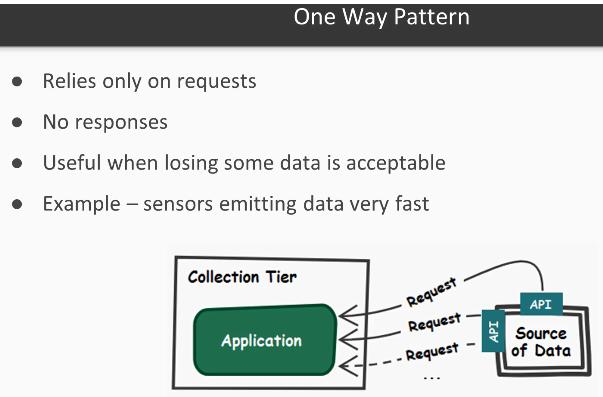 One Way Pattern
● Relies only on requests
● No responses
● Useful when losing some data is acceptable
● Example – sensors emitting data very fast
Collection Tier
Application
Request
Request
Request
...
API
API
Source
of Data